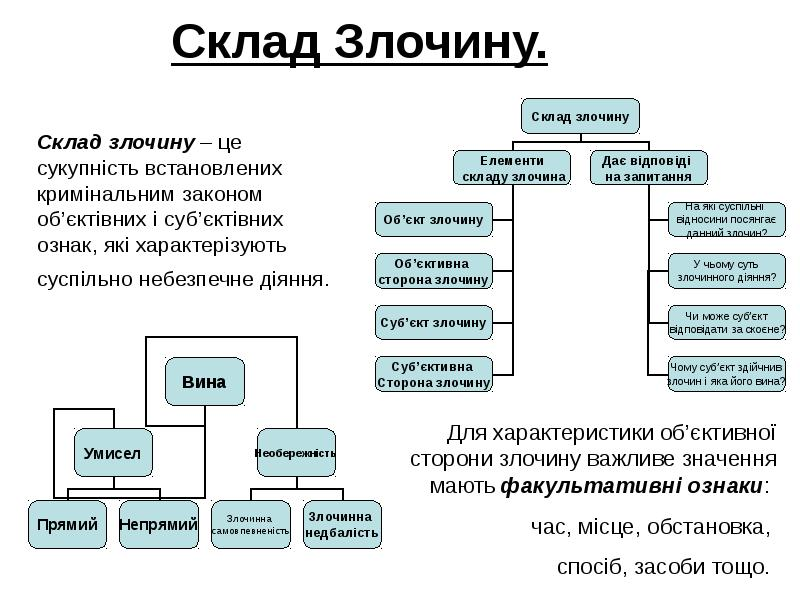 Склад Злочину.
Склад злочину – це
сукупність встановлених
кримінальним законом
об’єктівних і суб’єктівних
ознак, які характерізують
суспільно небезпечне діяння.
Склад злочину
Елементи
складу злочина
Дає відповіді
на запитання
Об’єкт злочину
На які суспільні
відносини посянгає
данний злочин?
Об’єктивна
сторона злочину
У чьому суть
злочинного діяння?
Суб’єкт злочину
Чи може суб’єкт
відповідати за скоєне?
Суб’єктивна
Сторона злочину
Чому суб’єкт здійчнив
злочин і яка його вина?
Вина
Умисел
Необережність
Прямий
Непрямий
Злочинна
самовпевненість
Злочинна
недбалість
Для характеристики об’єктивної
сторони злочину важливе значення
мають факультативні ознаки:
час, місце, обстановка,
спосіб, засоби тощо.